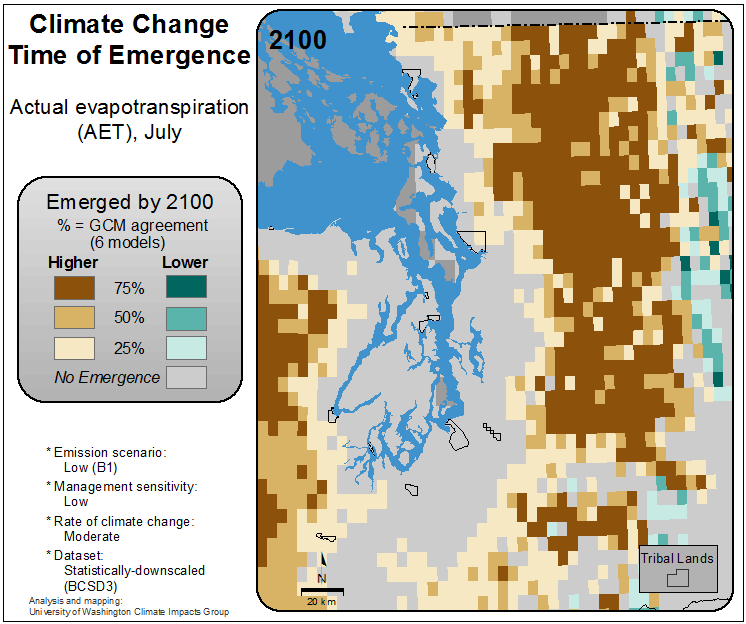 Climate Change
Time of Emergence
Actual evapotranspiration
(AET), July
Emerged by 2100
% = GCM agreement
(6 models)
Higher Lower
75%
50%
25%
No Emergence
* Emission scenario:
Low (B1)
* Management sensitivity:
Low
* Rate of climate change:
Moderate
* Dataset:
Statistically-downscaled
(BCSD3)
Analysis and mapping:
University of Washington Climate Impacts Group
2100
N
20 km
Tribal Lands